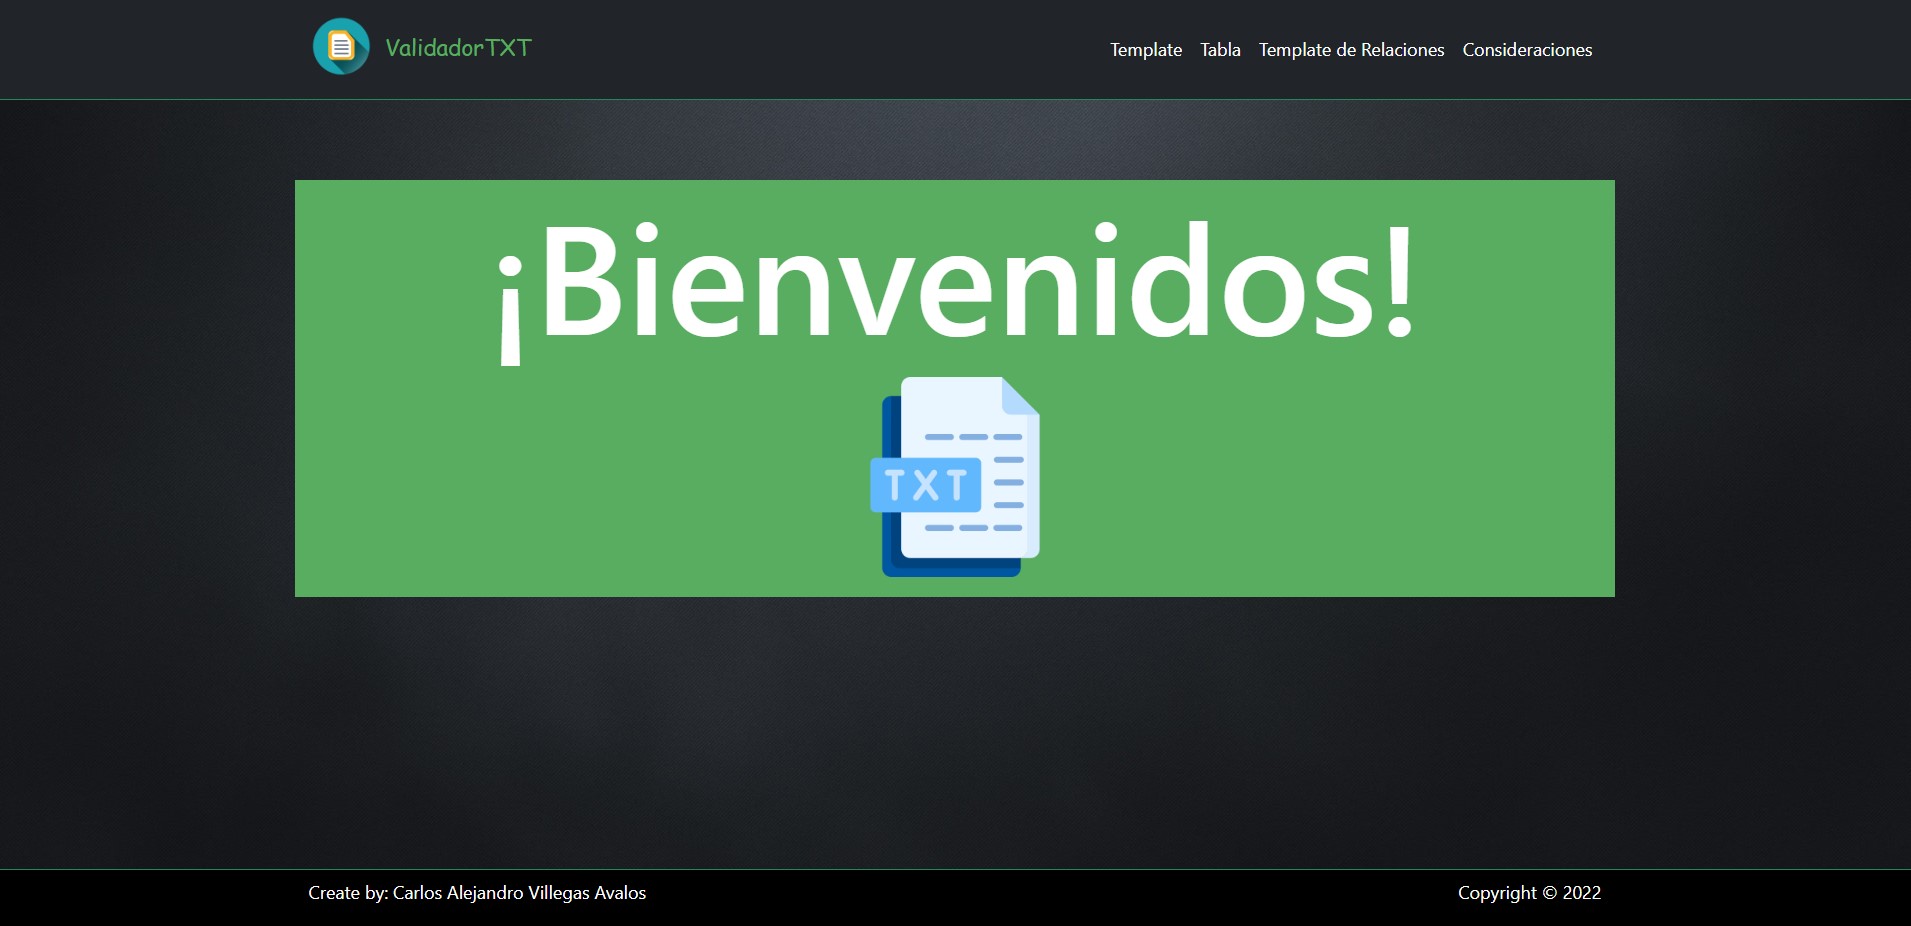 ValidadorTXT
Template Tabla Template de Relaciones Consideraciones
¡Bienvenidos!
TXT
Create by: Carlos Alejandro Villegas Avalos
Copyright © 2022